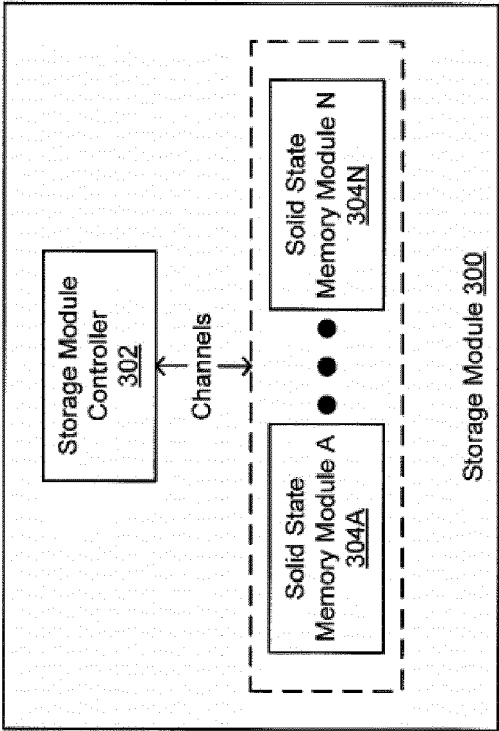 Storage Module
Controller
302
Channels
Solid State
Memory Module A
304A
Solid State
Memory Module N
304N
Storage Module 300